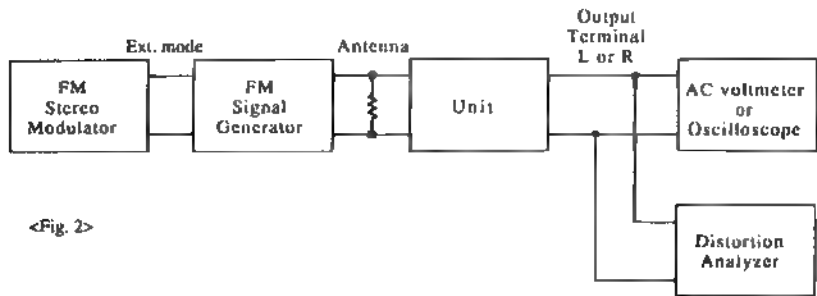 Output
Terminal
L or R
Ext. mode
Antenna
FM
Stereo
Modulator
FM
Signal
Generator
Unit
AC voltmeter
or
Oscilloscope
<Fig. 2>
Distortion
Analyzer